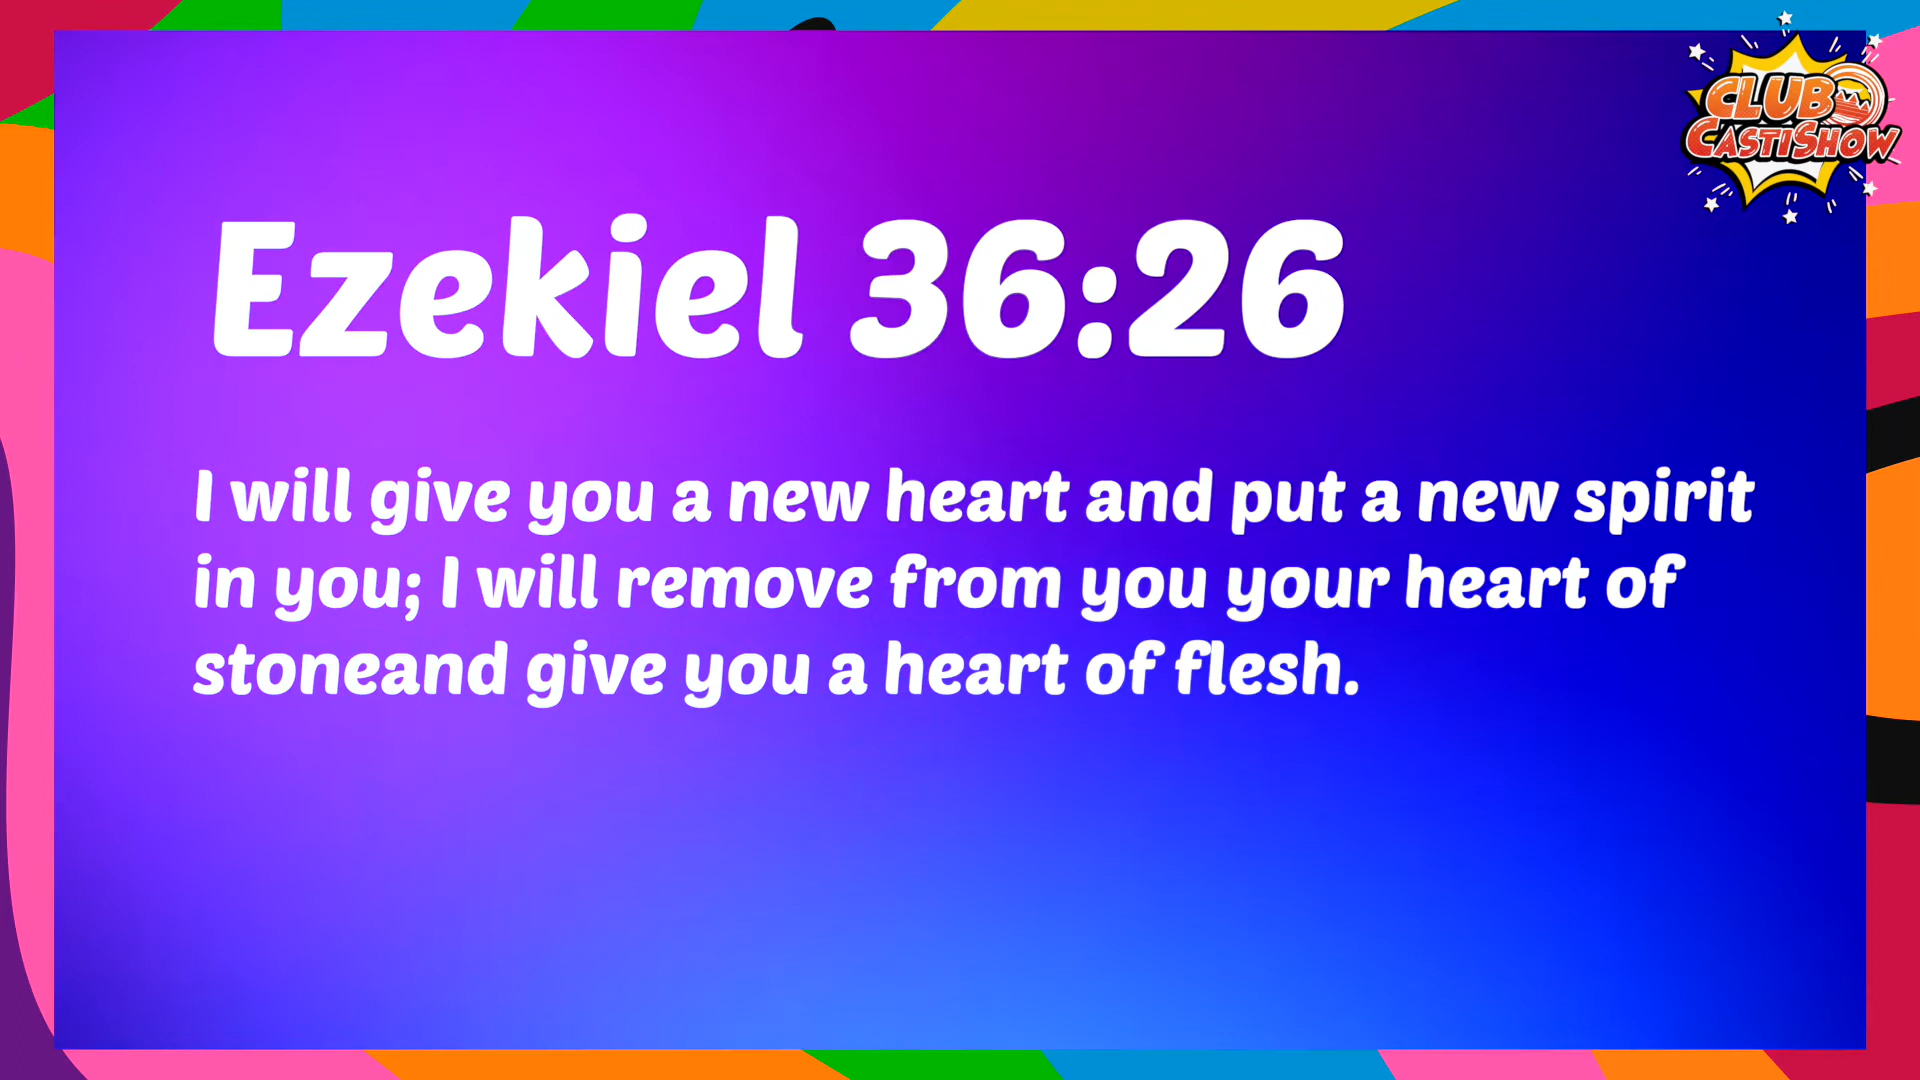 CLUB
CASTISHOW
Ezekiel 36:26
I will give you a new heart and put a new spirit
in you; I will remove from you your heart of
stoneand give you a heart of flesh.